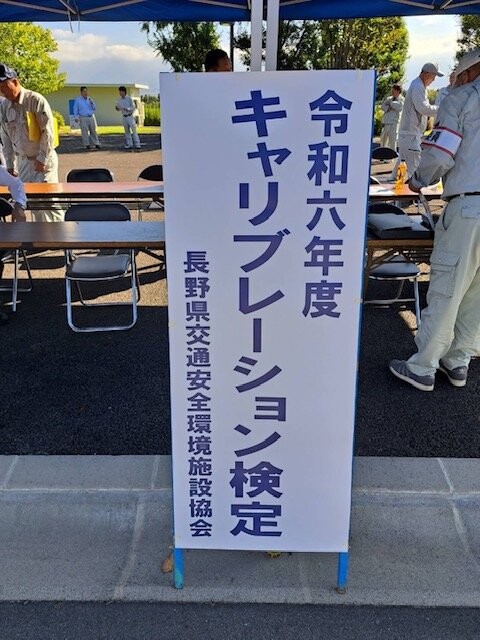 令和六年度
キャリブレーション検定
長野県交通安全環境施設協会